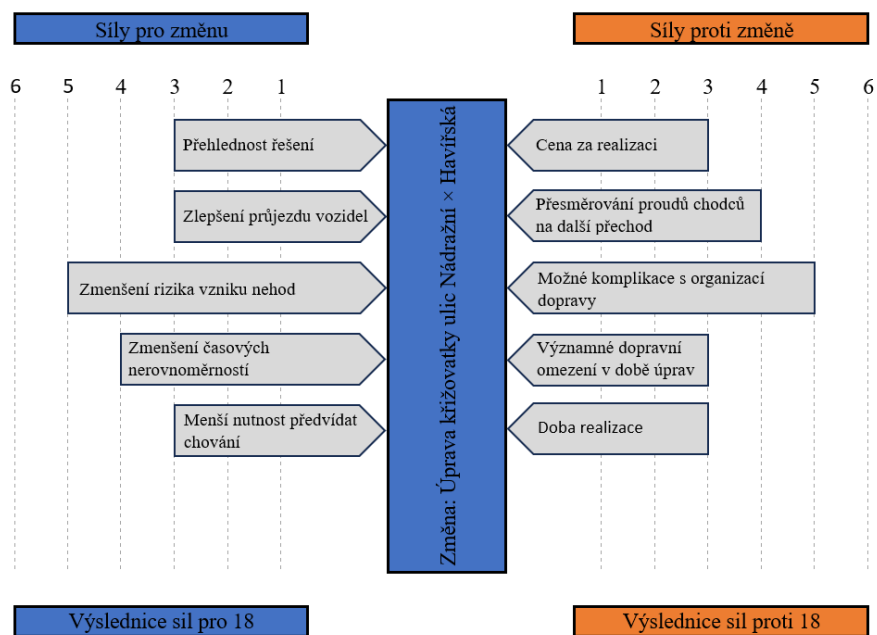 Síly pro změnu
Síly proti změně
6 5 4 3 2 1
1 2 3 4 5 6
Přehlednost řešení
Zlepšení průjezdu vozidel
Zmenšení rizika vzniku nehod
Zmenšení časových
nerovnoměrností
Menší nutnost předvídat
chování
Změna: Úprava křižovatky ulic Nádražní × Havířská
Cena za realizaci
Přesměrování proudů chodců
na další přechod
Možné komplikace s organizací
dopravy
Významné dopravní
omezení v době úprav
Doba realizace
Výslednice sil pro 18
Výslednice sil proti 18